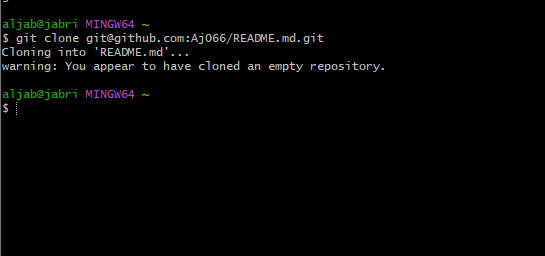 aljab@jabri MINGW64 ~
$ git clone git@github.com:Aj066/README.md.git
Cloning into 'README.md'...
warning: You appear to have cloned an empty repository.
aljab@jabri MINGW64 ~
$